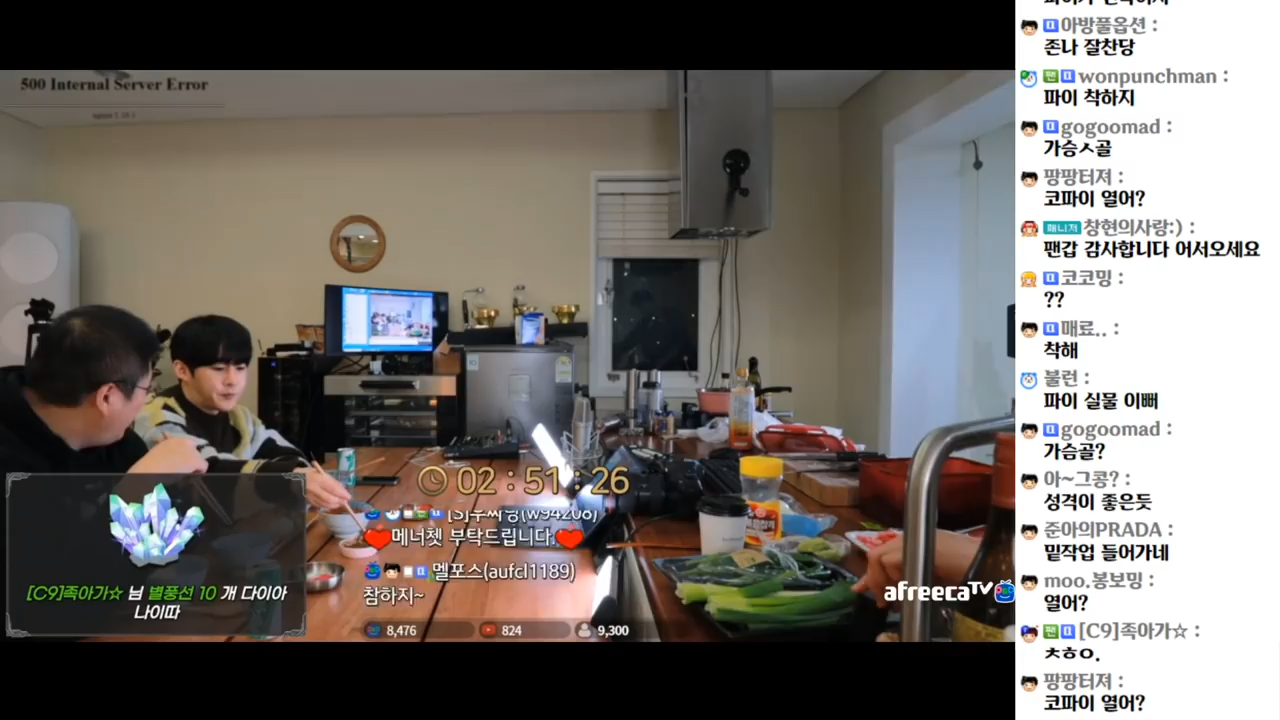 500 Internal Server Error
02 : 51 : 26
메너쳇 부탁드립니다.
멜포스(aufcl1189)
참하지~
8,476
824
9,300
[C9]족아가☆ 님 별풍선 10 개 다이아
나이따
afreecaTV
아방풀옵션 :
존나 잘찬당
팬 wonpunchman :
파이 착하지
gogoomad :
가승ㅅ골
팡팡터져 :
코파이 열어?
매니저 창현의사랑:) :
팬갑 감사합니다 어서오세요
코코밍 :
??
매료.. :
착해
불런 :
파이 실물 이뻐
gogoomad :
가슴골?
아~그콩? :
성격이 좋은듯
준아의PRADA :
밑작업 들어가네
moo.봉보밍 :
열어?
팬 [C9]족아가☆ :
ㅊㅎㅇ.
팡팡터져 :
코파이 열어?